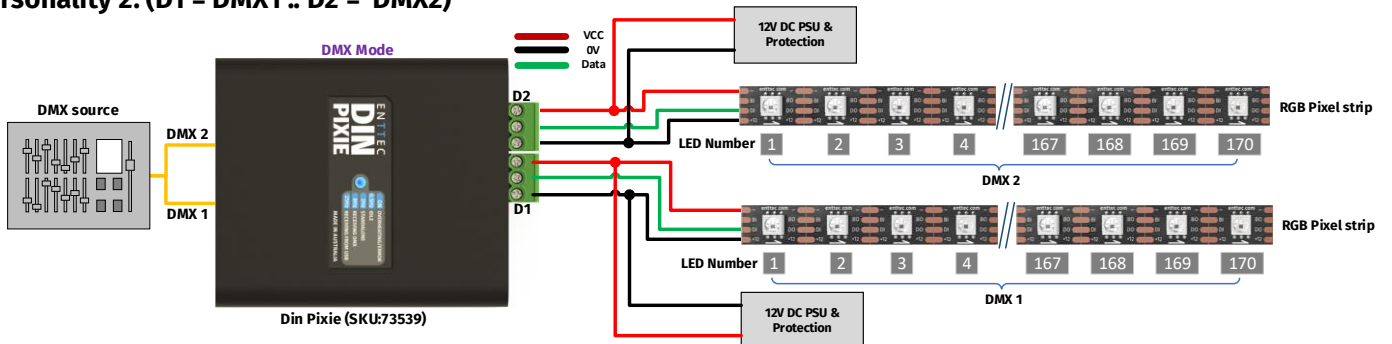 rsonality 2: (D1 = DMX1 :: D2 = DMX2)
DMX Mode
VCC
0V
Data
12V DC PSU &
Protection
DMX source
DMX 2
DMX 1
ENTTEC
DIN
PIXIE
MADE IN AUSTRALIA
D2
D1
Din Pixie (SKU:73539)
RGB Pixel strip
LED Number 1 2 3 4 167 168 169 170
DMX 2
RGB Pixel strip
LED Number 1 2 3 4 167 168 169 170
DMX 1
12V DC PSU &
Protection